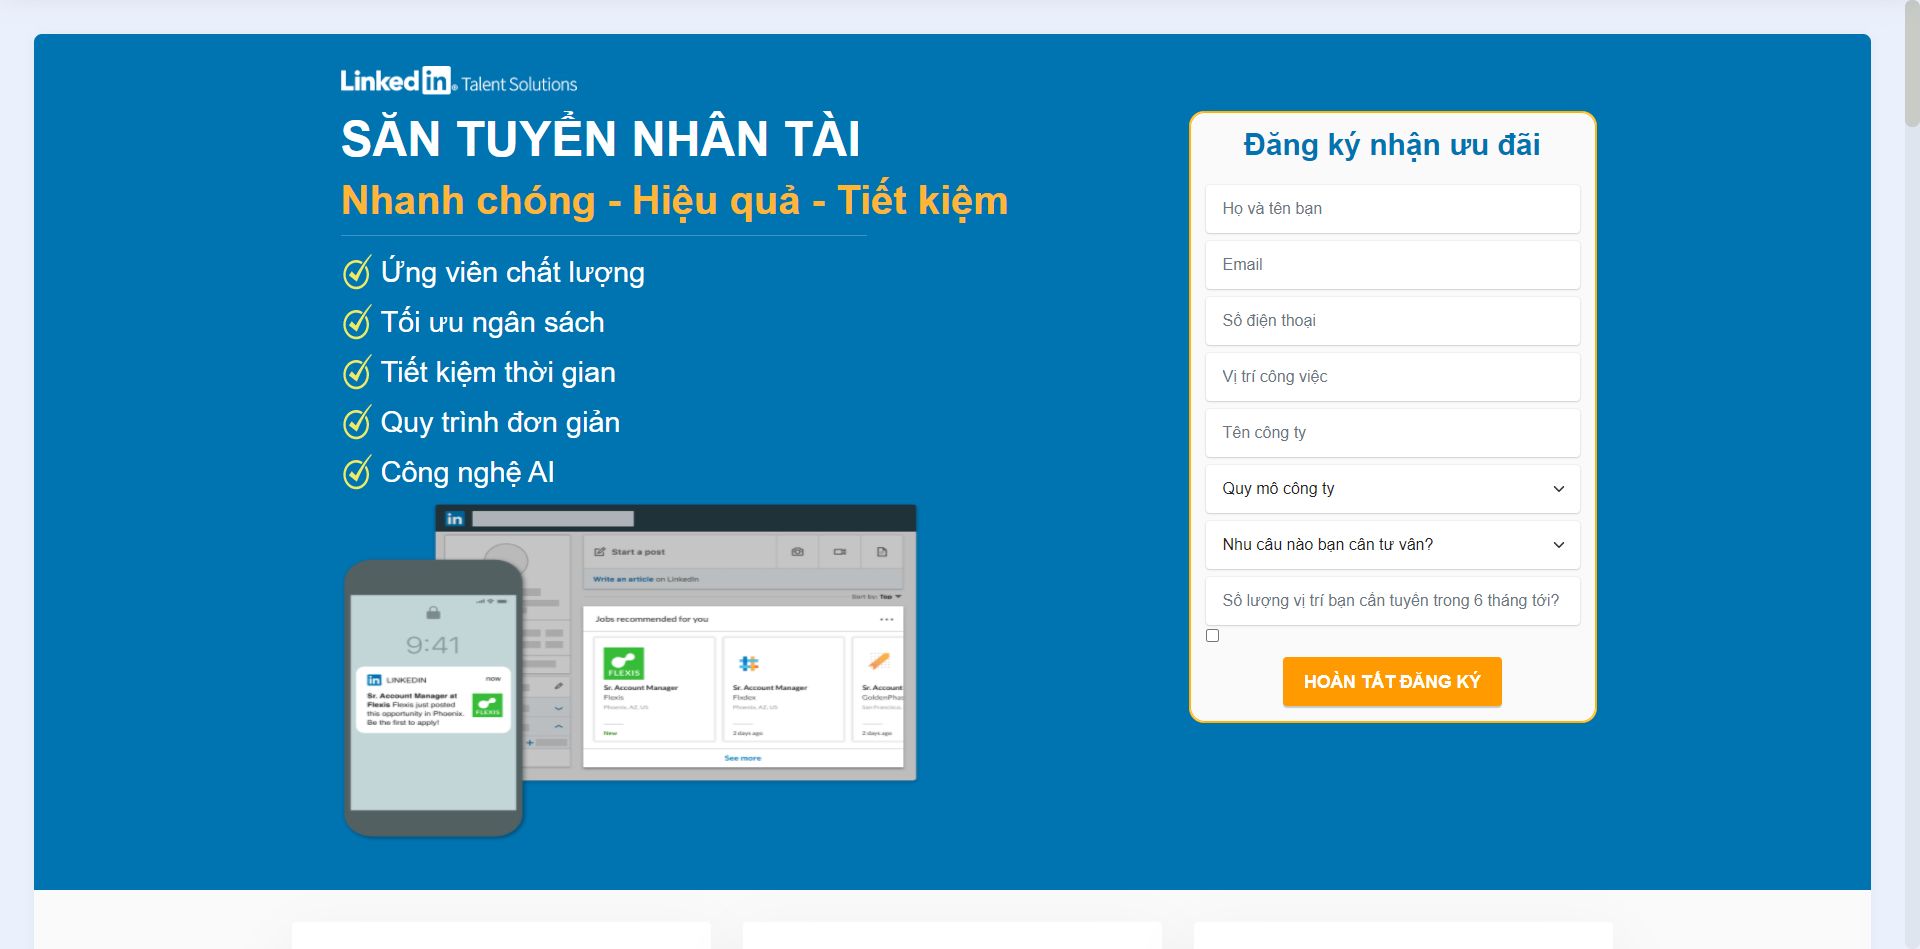 Linked in Talent Solutions
SĂN TUYỂN NHÂN TÀI
Nhanh chóng - Hiệu quả - Tiết kiệm
Ứng viên chất lượng
Tối ưu ngân sách
Tiết kiệm thời gian
Quy trình đơn giản
Công nghệ AI
in
Start a post
Write an article on LinkedIn
Sort by: Top
Jobs recommended for you
FLEXIS
Sr. Account Manager
Flexis
Phoenix, AZ, US
New
Sr. Account Manager
Fixdex
Phoenix, AZ, US
2 days ago
Sr. Account
GoldenPhas
San Francisco,
2 days ago
See more
9:41
in LINKEDIN now
Sr. Account Manager at
Flexis Flexis just posted
this opportunity in Phoenix.
Be the first to apply!
FLEXIS
Đăng ký nhận ưu đãi
Họ và tên bạn
Email
Số điện thoại
Vị trí công việc
Tên công ty
Quy mô công ty
Nhu cầu nào bạn cần tư vấn?
Số lượng vị trí bạn cần tuyển trong 6 tháng tới?
HOÀN TẤT ĐĂNG KÝ